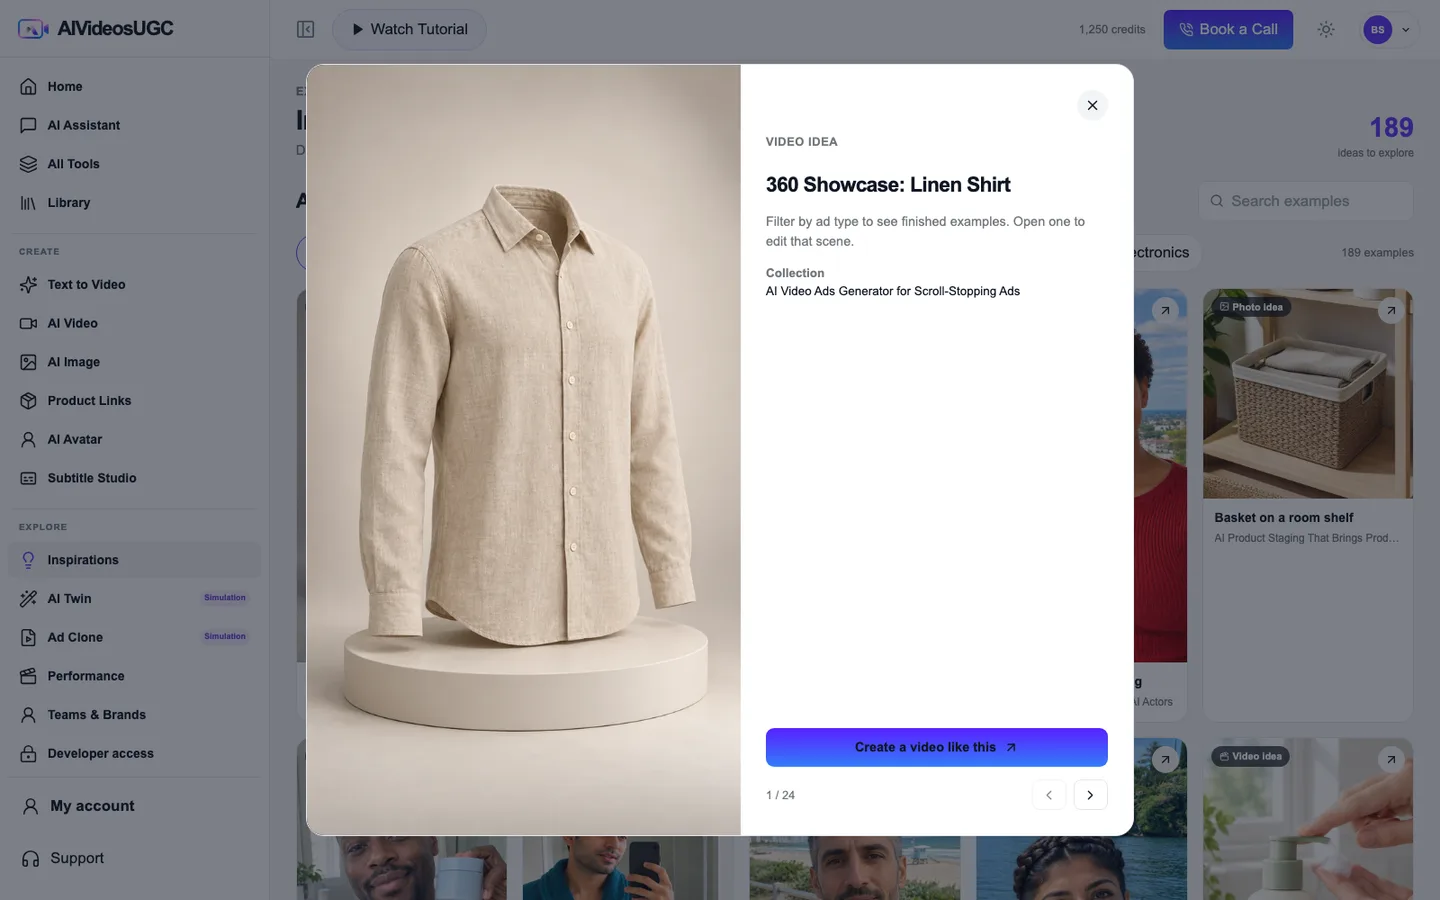 AIVideosUGC
Watch Tutorial
1,250 credits
Book a Call
BS
Home
AI Assistant
All Tools
Library
CREATE
Text to Video
AI Video
AI Image
Product Links
AI Avatar
Subtitle Studio
EXPLORE
Inspirations
AI Twin
Simulation
Ad Clone
Simulation
Performance
Teams & Brands
Developer access
My account
Support
VIDEO IDEA
360 Showcase: Linen Shirt
Filter by ad type to see finished examples. Open one to
edit that scene.
Collection
AI Video Ads Generator for Scroll-Stopping Ads
Create a video like this
1 / 24
189
ideas to explore
Search examples
ectronics
189 examples
Photo idea
Basket on a room shelf
AI Product Staging That Brings Prod...
AI Actors
Video idea